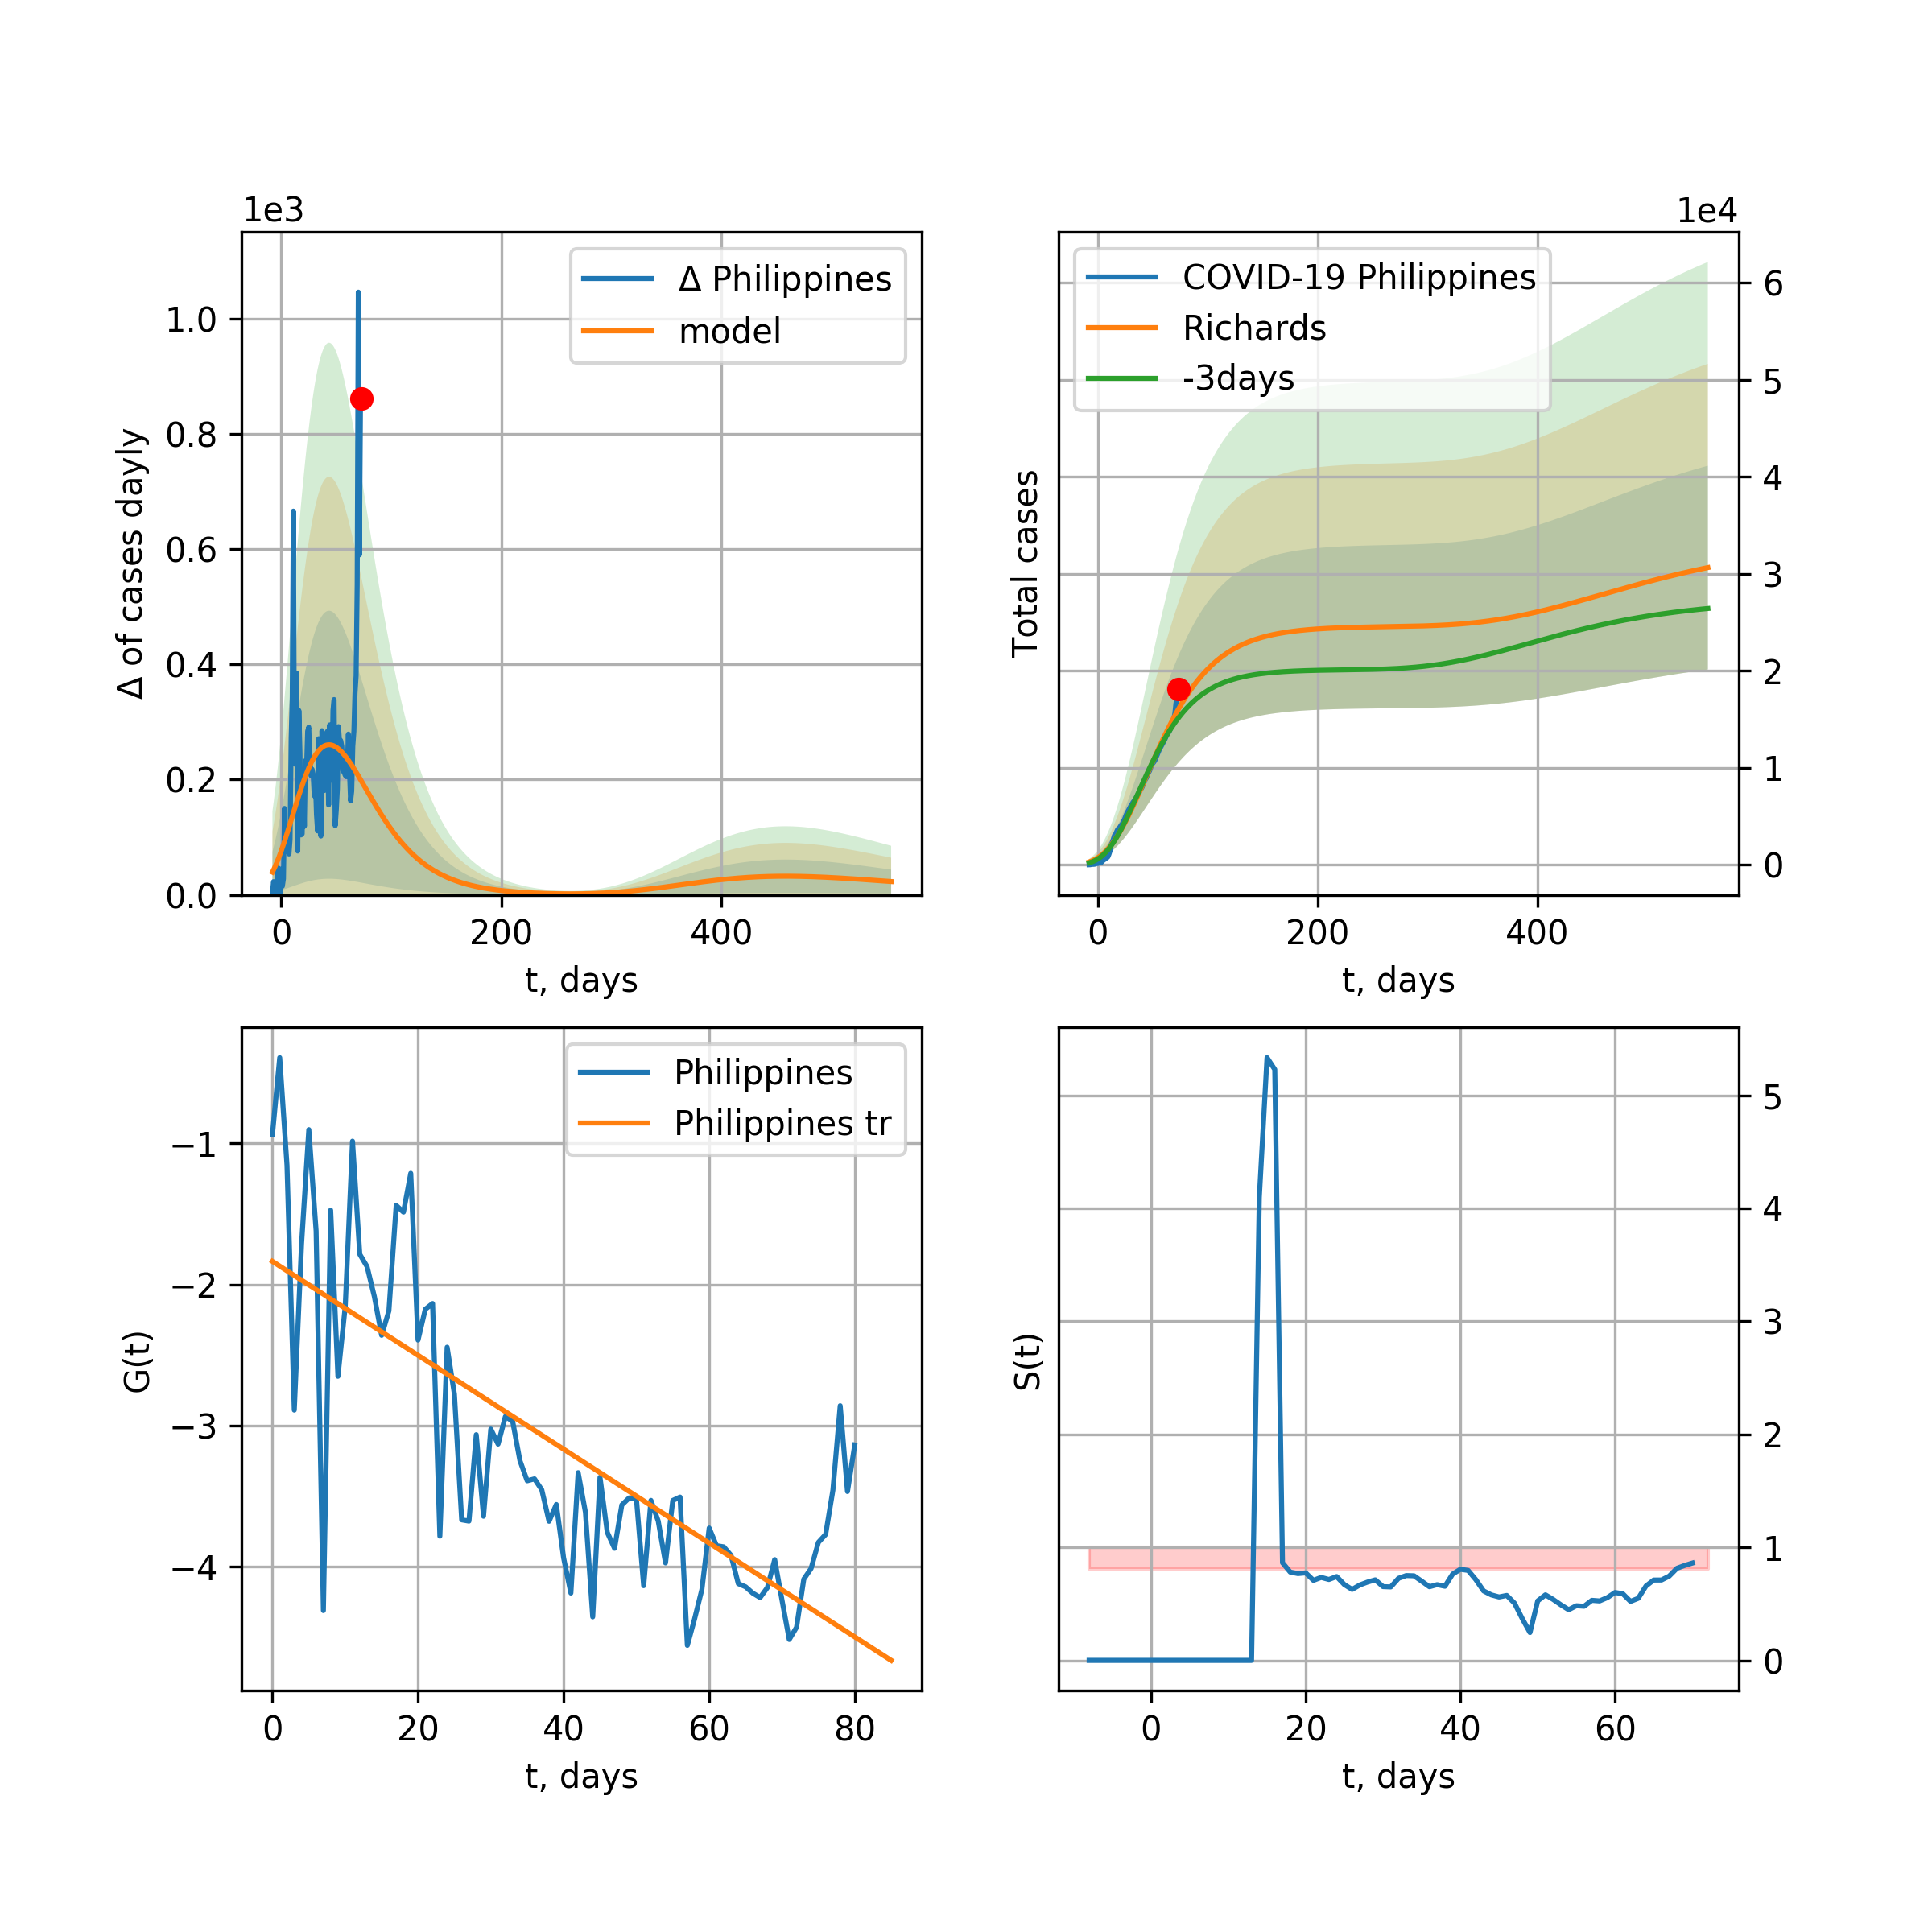 1e3
Δ Philippines
model
1.0
0.8
0.6
0.4
0.2
0.0
Δ of cases dayly
0 200 400
t, days
1e4
COVID-19 Philippines
Richards
-3days
6
5
4
3
2
1
0
Total cases
0 200 400
t, days
Philippines
Philippines tr
−1
−2
−3
−4
G(t)
0 20 40 60 80
t, days
5
4
3
2
1
0
S(t)
0 20 40 60
t, days